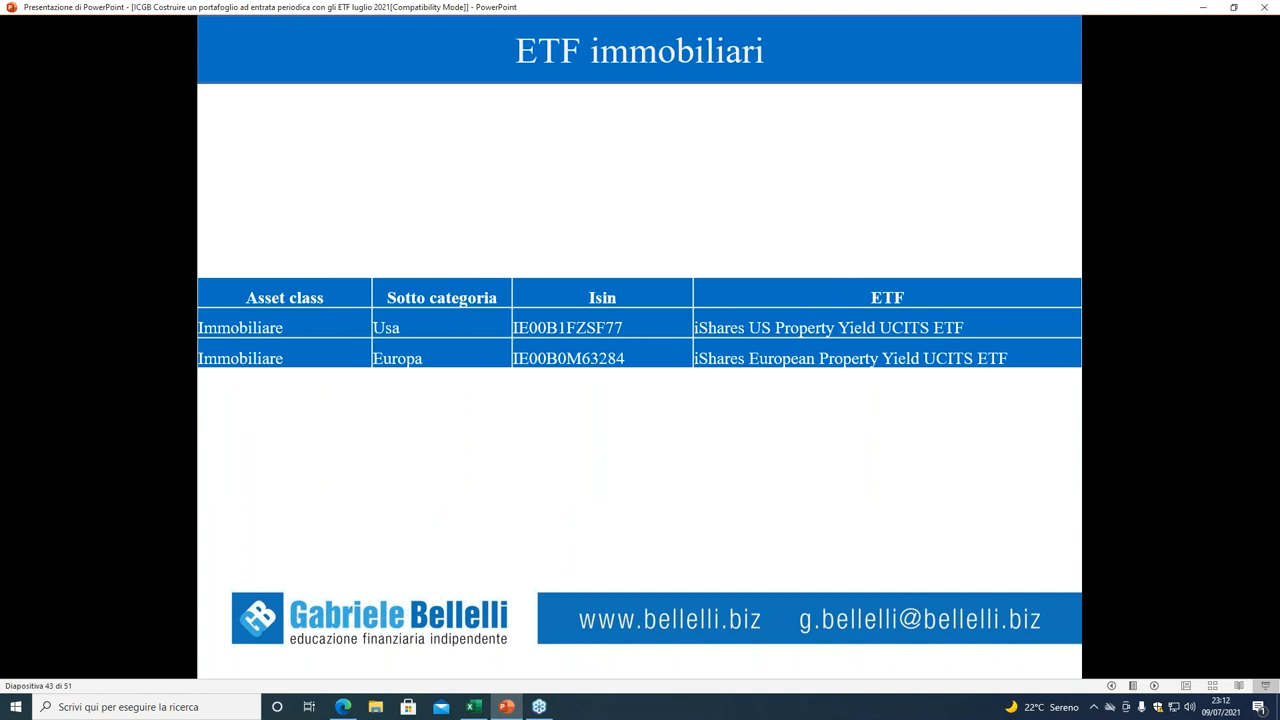 Presentazione di PowerPoint - [ICGB Costruire un portafoglio ad entrata periodica con gli ETF luglio 2021[Compatibility Mode]] - PowerPoint
ETF immobiliari
Asset class Sotto categoria Isin ETF
Immobiliare Usa IE00B1FZSF77 iShares US Property Yield UCITS ETF
Immobiliare Europa IE00B0M63284 iShares European Property Yield UCITS ETF
Gabriele Bellelli
educazione finanziaria indipendente
www.bellelli.biz g.bellelli@bellelli.biz
Diapositiva 43 di 51
Scrivi qui per eseguire la ricerca
22°C Sereno
23:12
09/07/2021